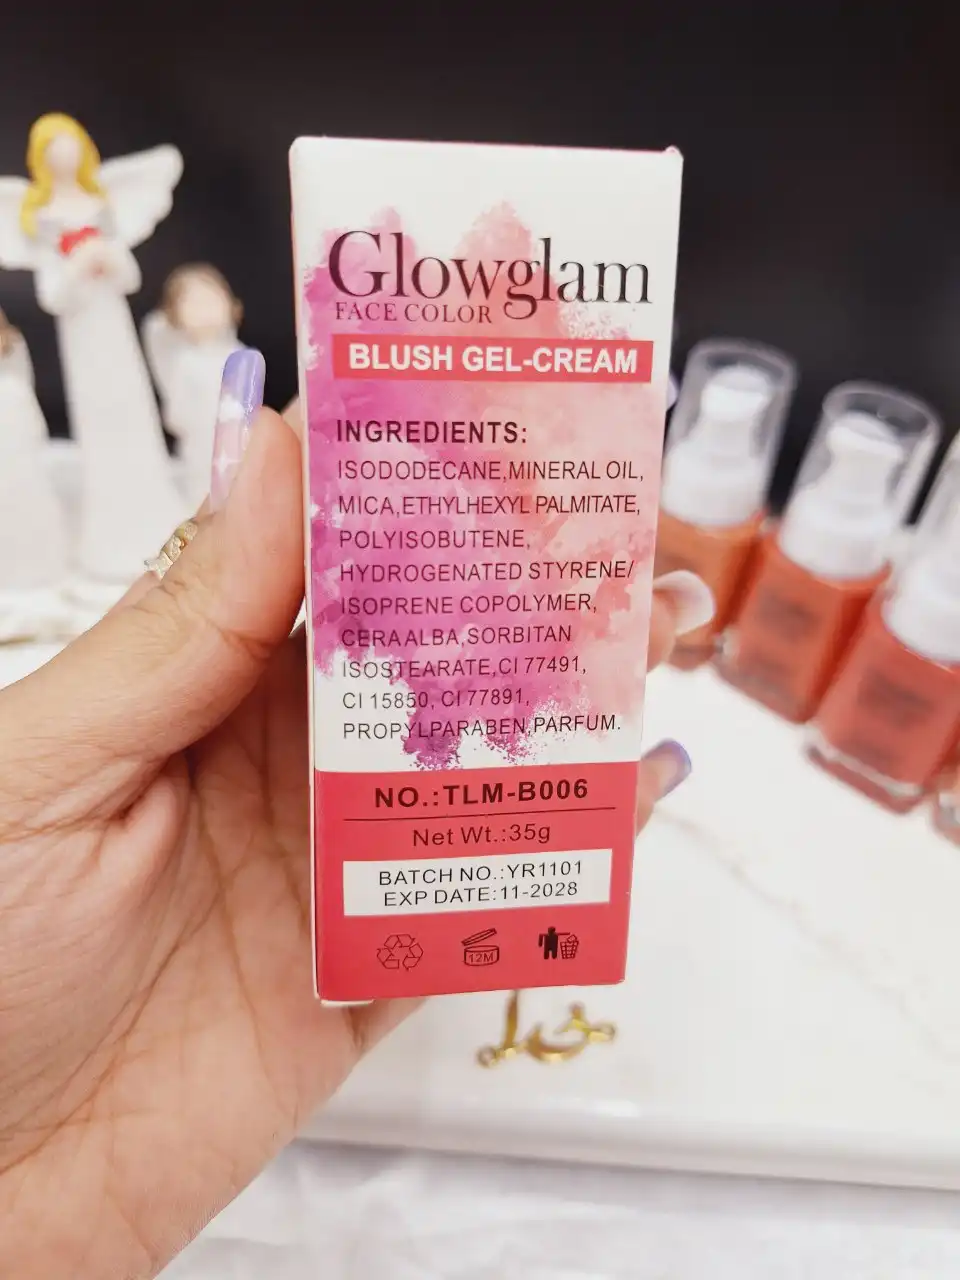 Glowglam
FACE COLOR
BLUSH GEL-CREAM
INGREDIENTS:
ISODODECANE,MINERAL OIL,
MICA,ETHYLHEXYL PALMITATE,
POLYISOBUTENE,
HYDROGENATED STYRENE/
ISOPRENE COPOLYMER,
CERA ALBA,SORBITAN
ISOSTEARATE,CI 77491,
CI 15850, CI 77891,
PROPYLPARABEN,PARFUM.
NO.:TLM-B006
Net Wt.:35g
BATCH NO.:YR1101
EXP DATE:11-2028
12M